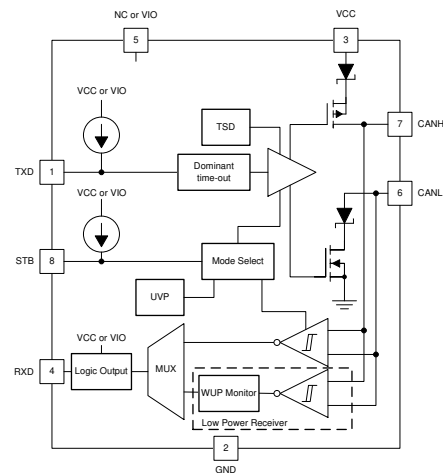 NC or VIO
VCC
5
3
VCC or VIO
TSD
7
CANH
TXD
1
Dominant
time-out
VCC or VIO
6
CANL
STB
8
Mode Select
UVP
VCC or VIO
RXD
4
Logic Output
MUX
WUP Monitor
Low Power Receiver
2
GND